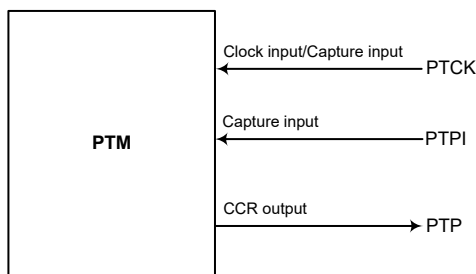 Clock input/Capture input
PTCK
Capture input
PTM
PTPI
CCR output
PTP